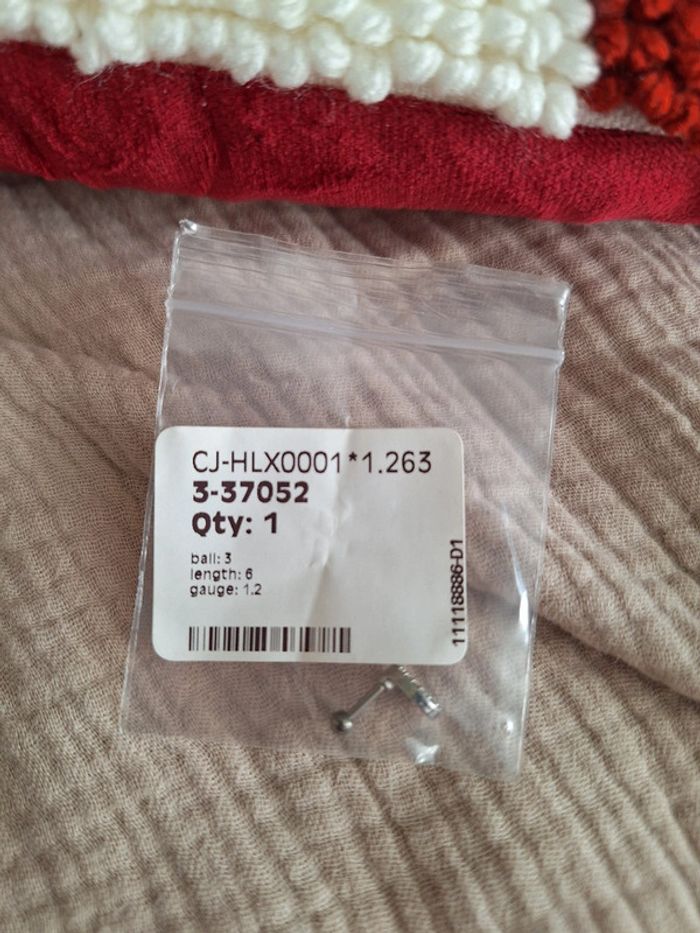 CJ-HLX0001*1.263
3-37052
Qty: 1
ball: 3
length: 6
gauge: 1.2
11118886-D1